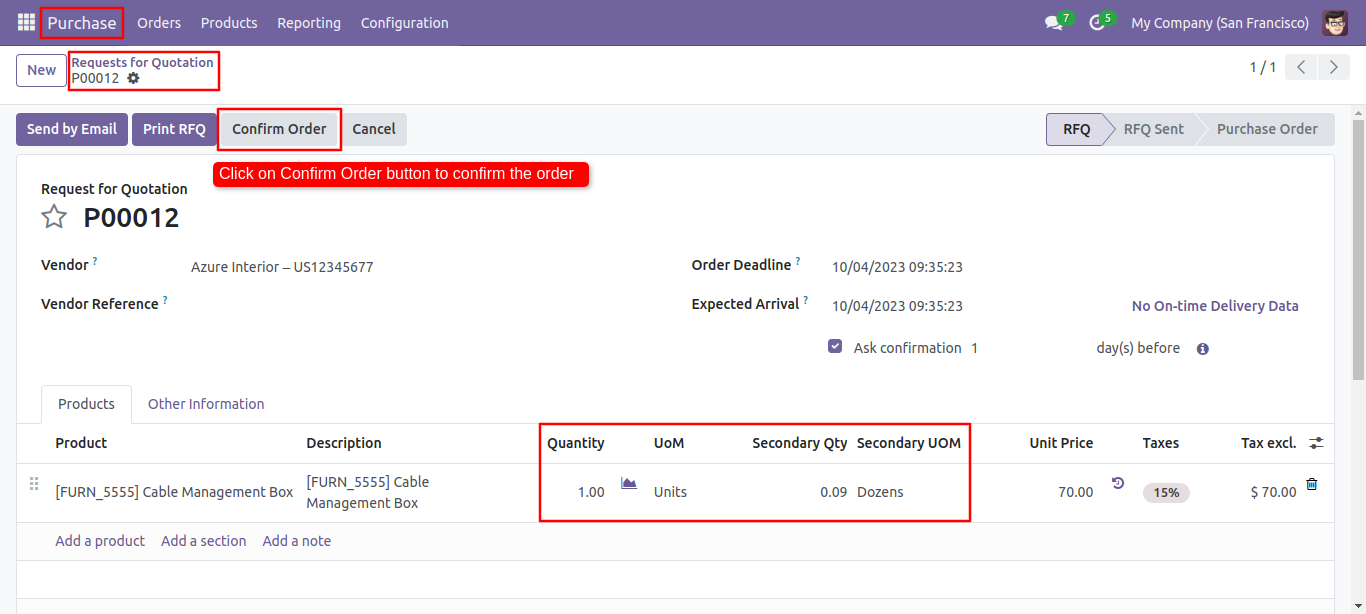 Purchase Orders Products Reporting Configuration 7 5 My Company (San Francisco)
New Requests for Quotation
P00012
1 / 1
Send by Email Print RFQ Confirm Order Cancel RFQ RFQ Sent Purchase Order
Click on Confirm Order button to confirm the order
Request for Quotation
P00012
Vendor ? Azure Interior – US12345677 Order Deadline ? 10/04/2023 09:35:23
Vendor Reference ? Expected Arrival ? 10/04/2023 09:35:23 No On-time Delivery Data
Ask confirmation 1 day(s) before
Products Other Information
Product Description Quantity UoM Secondary Qty Secondary UOM Unit Price Taxes Tax excl.
[FURN_5555] Cable Management Box [FURN_5555] Cable 1.00 Units 0.09 Dozens 70.00 15% $ 70.00
Management Box
Add a product Add a section Add a note